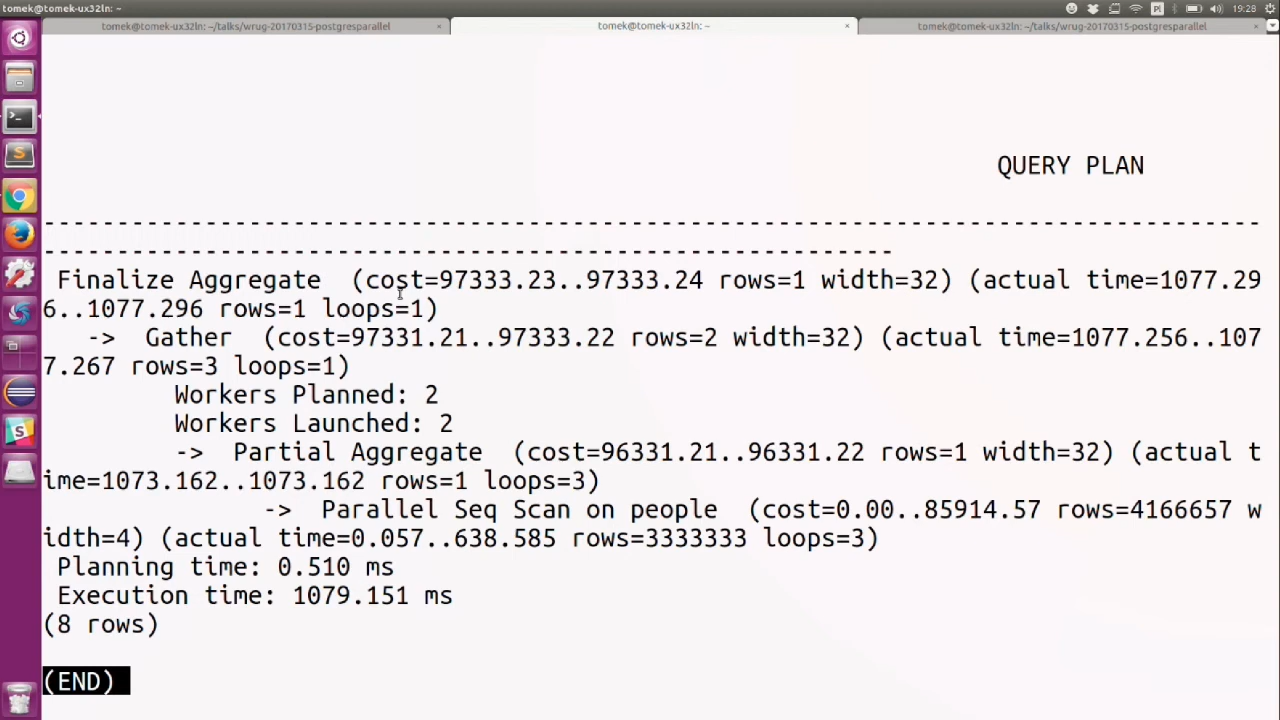 tomek@tomek-ux32ln: ~
Pl
19:28
tomek@tomek-ux32ln: ~/talks/wrug-20170315-postgresparallel
tomek@tomek-ux32ln: ~
tomek@tomek-ux32ln: ~/talks/wrug-20170315-postgresparallel
QUERY PLAN
-----------------------------------------------------------------------------------
----------------------------------------------------------
Finalize Aggregate  (cost=97333.23..97333.24 rows=1 width=32) (actual time=1077.29
6..1077.296 rows=1 loops=1)
->  Gather  (cost=97331.21..97333.22 rows=2 width=32) (actual time=1077.256..107
7.267 rows=3 loops=1)
Workers Planned: 2
Workers Launched: 2
->  Partial Aggregate  (cost=96331.21..96331.22 rows=1 width=32) (actual t
ime=1073.162..1073.162 rows=1 loops=3)
->  Parallel Seq Scan on people  (cost=0.00..85914.57 rows=4166657 w
idth=4) (actual time=0.057..638.585 rows=3333333 loops=3)
Planning time: 0.510 ms
Execution time: 1079.151 ms
(8 rows)
(END)